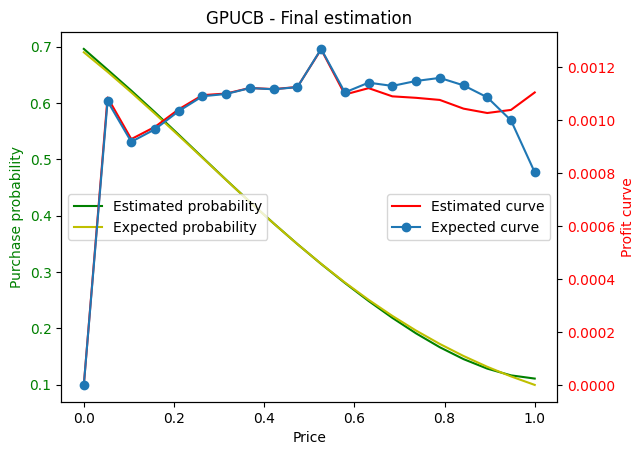 GPUCB - Final estimation
Purchase probability
0.7
0.6
0.5
0.4
0.3
0.2
0.1
Estimated probability
Expected probability
Estimated curve
Expected curve
0.0012
0.0010
0.0008
0.0006
0.0004
0.0002
0.0000
Profit curve
0.0 0.2 0.4 0.6 0.8 1.0
Price